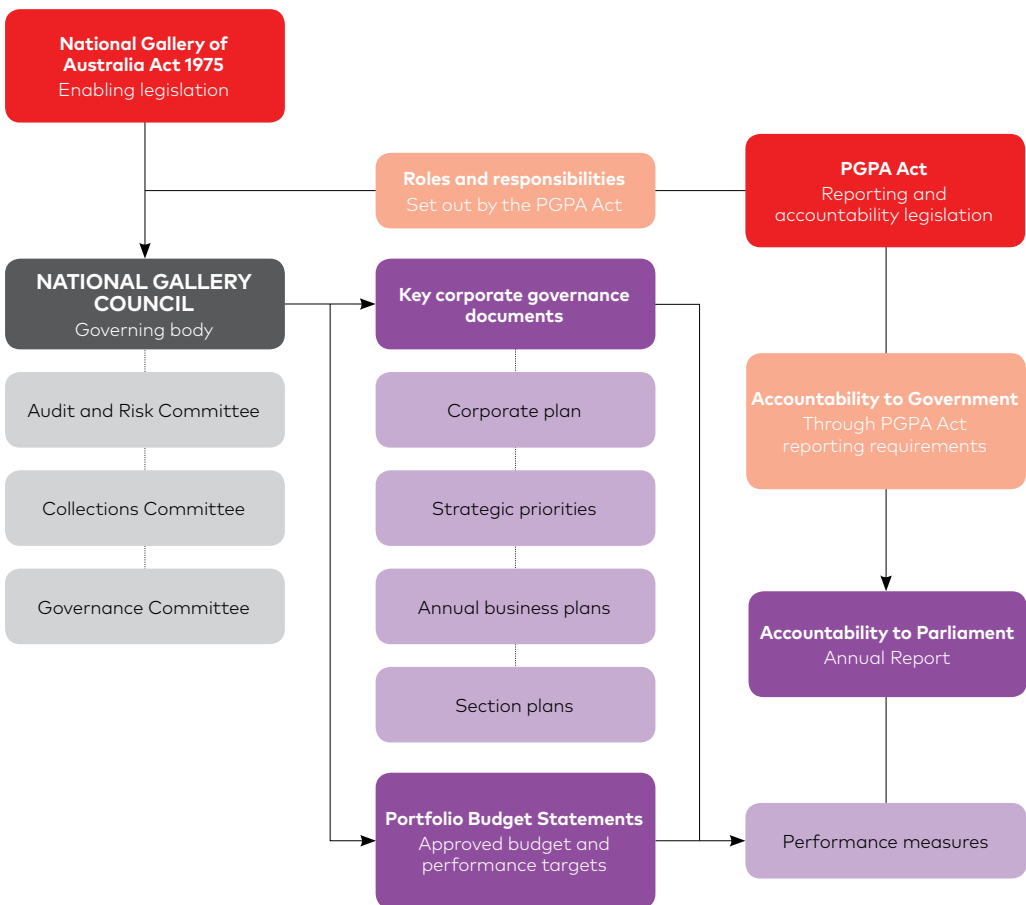 National Gallery of
Australia Act 1975
Enabling legislation
Roles and responsibilities
Set out by the PGPA Act
PGPA Act
Reporting and
accountability legislation
NATIONAL GALLERY
COUNCIL
Governing body
Audit and Risk Committee
Collections Committee
Governance Committee
Key corporate governance
documents
Corporate plan
Strategic priorities
Annual business plans
Section plans
Portfolio Budget Statements
Approved budget and
performance targets
Accountability to Government
Through PGPA Act
reporting requirements
Accountability to Parliament
Annual Report
Performance measures